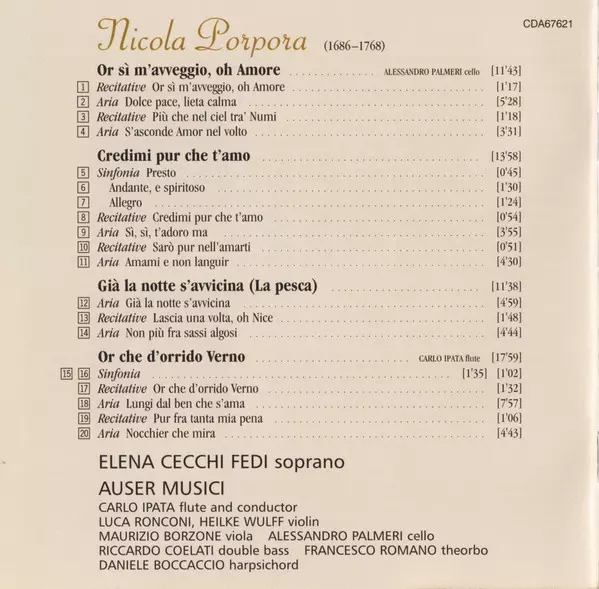 CDA67621
Nicola Porpora (1686–1768)
Or sì m'avveggio, oh Amore ALESSANDRO PALMERI cello [11'43]
1 Recitative Or sì m'avveggio, oh Amore [1'17]
2 Aria Dolce pace, lieta calma [5'28]
3 Recitative Più che nel ciel tra' Numi [1'18]
4 Aria S'asconde Amor nel volto [3'31]
Credimi pur che t'amo [13'58]
5 Sinfonia Presto [0'45]
6 Andante, e spiritoso [1'30]
7 Allegro [1'24]
8 Recitative Credimi pur che t'amo [0'54]
9 Aria Sì, sì, t'adoro ma [3'55]
10 Recitative Sarò pur nell'amarti [0'51]
11 Aria Amami e non languir [4'30]
Già la notte s'avvicina (La pesca) [11'38]
12 Aria Già la notte s'avvicina [4'59]
13 Recitative Lascia una volta, oh Nice [1'48]
14 Aria Non più fra sassi algosi [4'44]
Or che d'orrido Verno CARLO IPATA flute [17'59]
15 16 Sinfonia [1'35] [1'02]
17 Recitative Or che d'orrido Verno [1'32]
18 Aria Lungi dal ben che s'ama [7'57]
19 Recitative Pur fra tanta mia pena [1'06]
20 Aria Nocchier che mira [4'43]
ELENA CECCHI FEDI soprano
AUSER MUSICI
CARLO IPATA flute and conductor
LUCA RONCONI, HEILKE WULFF violin
MAURIZIO BORZONE viola ALESSANDRO PALMERI cello
RICCARDO COELATI double bass FRANCESCO ROMANO theorbo
DANIELE BOCCACCIO harpsichord